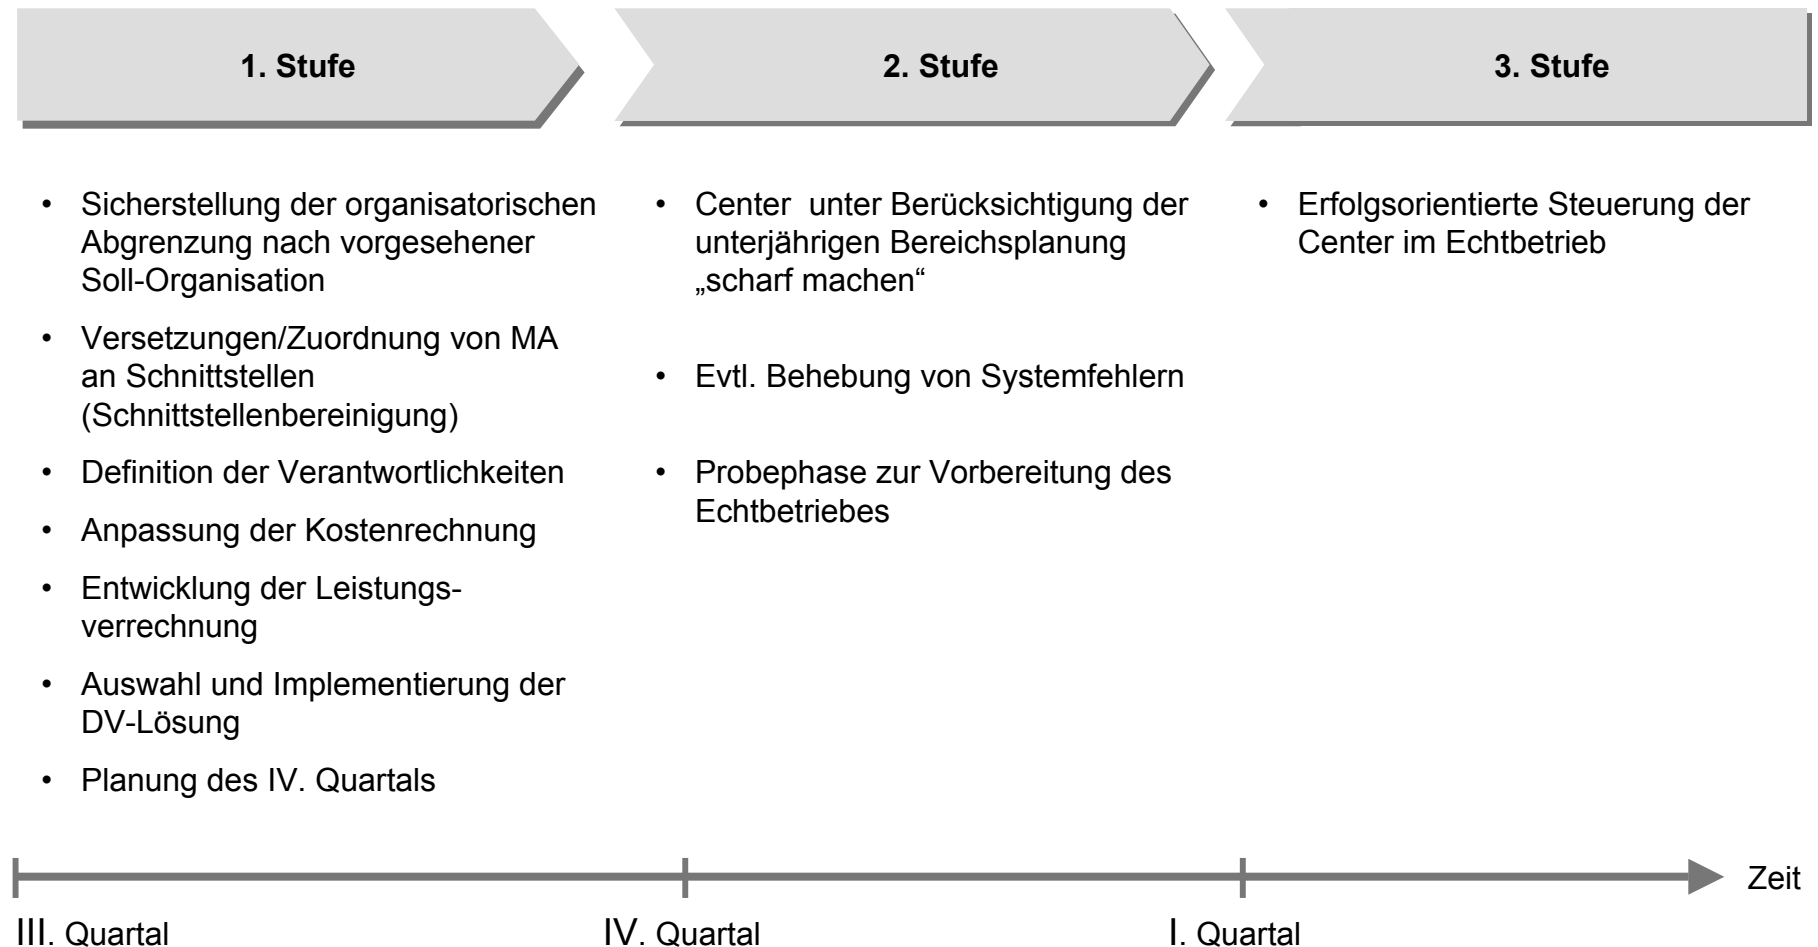 1. Stufe
2. Stufe
3. Stufe
• Sicherstellung der organisatorischen
Abgrenzung nach vorgesehener
Soll-Organisation
• Versetzungen/Zuordnung von MA
an Schnittstellen
(Schnittstellenbereinigung)
• Definition der Verantwortlichkeiten
• Anpassung der Kostenrechnung
• Entwicklung der Leistungs-
verrechnung
• Auswahl und Implementierung der
DV-Lösung
• Planung des IV. Quartals
• Center  unter Berücksichtigung der
unterjährigen Bereichsplanung
„scharf machen“
• Evtl. Behebung von Systemfehlern
• Probephase zur Vorbereitung des
Echtbetriebes
• Erfolgsorientierte Steuerung der
Center im Echtbetrieb
Zeit
III. Quartal
IV. Quartal
I. Quartal